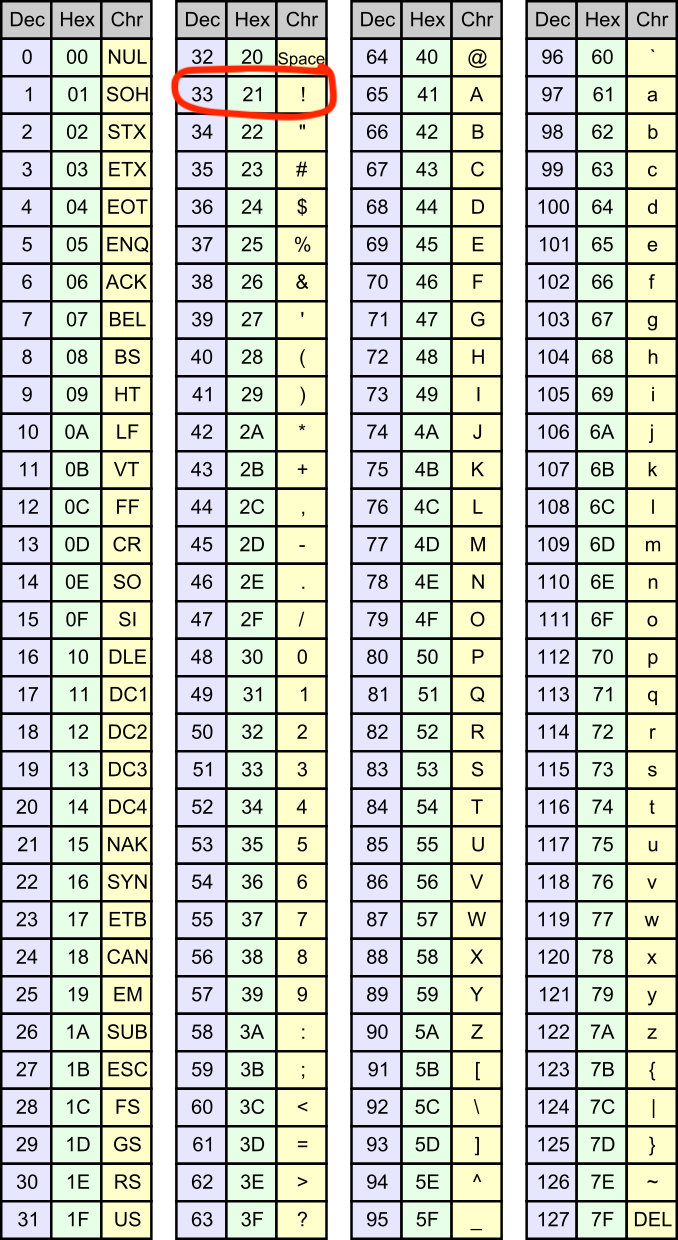 Dec Hex Chr Dec Hex Chr Dec Hex Chr Dec Hex Chr
0 00 NUL 32 20 Space 64 40 @ 96 60 `
1 01 SOH 33 21 ! 65 41 A 97 61 a
2 02 STX 34 22 " 66 42 B 98 62 b
3 03 ETX 35 23 # 67 43 C 99 63 c
4 04 EOT 36 24 $ 68 44 D 100 64 d
5 05 ENQ 37 25 % 69 45 E 101 65 e
6 06 ACK 38 26 & 70 46 F 102 66 f
7 07 BEL 39 27 ' 71 47 G 103 67 g
8 08 BS 40 28 ( 72 48 H 104 68 h
9 09 HT 41 29 ) 73 49 I 105 69 i
10 0A LF 42 2A * 74 4A J 106 6A j
11 0B VT 43 2B + 75 4B K 107 6B k
12 0C FF 44 2C , 76 4C L 108 6C l
13 0D CR 45 2D - 77 4D M 109 6D m
14 0E SO 46 2E . 78 4E N 110 6E n
15 0F SI 47 2F / 79 4F O 111 6F o
16 10 DLE 48 30 0 80 50 P 112 70 p
17 11 DC1 49 31 1 81 51 Q 113 71 q
18 12 DC2 50 32 2 82 52 R 114 72 r
19 13 DC3 51 33 3 83 53 S 115 73 s
20 14 DC4 52 34 4 84 54 T 116 74 t
21 15 NAK 53 35 5 85 55 U 117 75 u
22 16 SYN 54 36 6 86 56 V 118 76 v
23 17 ETB 55 37 7 87 57 W 119 77 w
24 18 CAN 56 38 8 88 58 X 120 78 x
25 19 EM 57 39 9 89 59 Y 121 79 y
26 1A SUB 58 3A : 90 5A Z 122 7A z
27 1B ESC 59 3B ; 91 5B [ 123 7B {
28 1C FS 60 3C < 92 5C \ 124 7C |
29 1D GS 61 3D = 93 5D ] 125 7D }
30 1E RS 62 3E > 94 5E ^ 126 7E ~
31 1F US 63 3F ? 95 5F _ 127 7F DEL